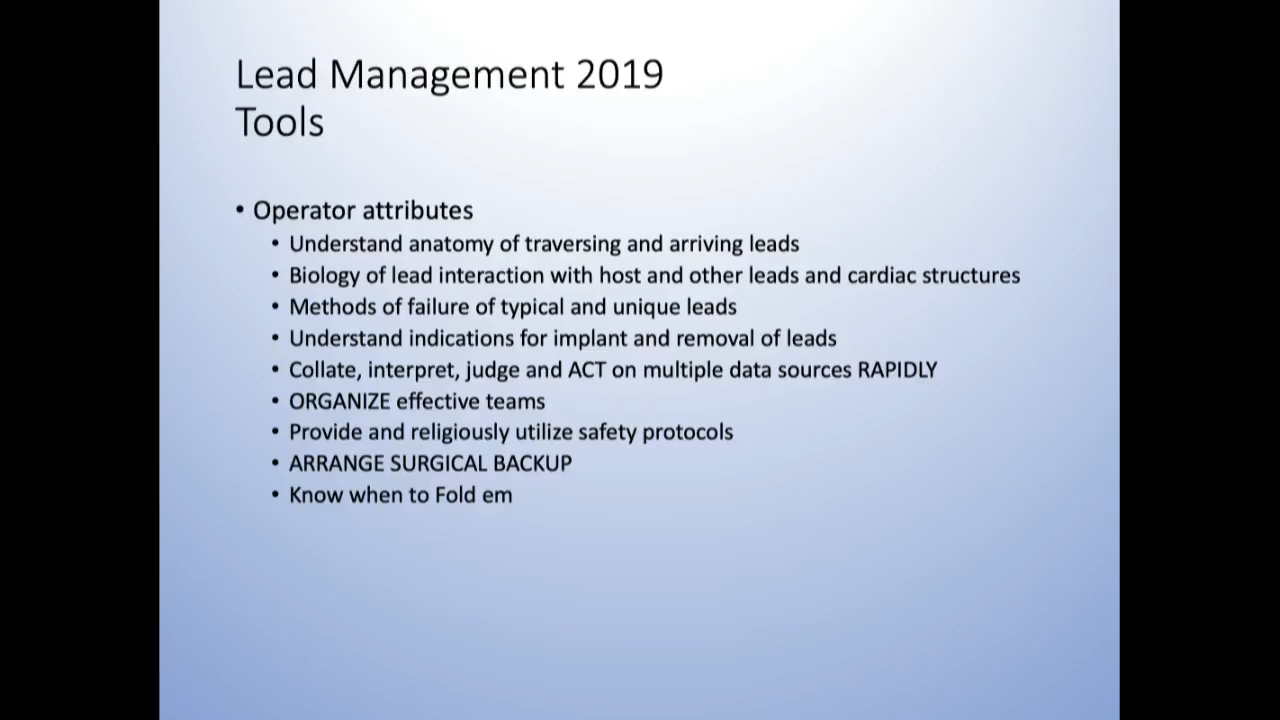 Lead Management 2019
Tools
• Operator attributes
• Understand anatomy of traversing and arriving leads
• Biology of lead interaction with host and other leads and cardiac structures
• Methods of failure of typical and unique leads
• Understand indications for implant and removal of leads
• Collate, interpret, judge and ACT on multiple data sources RAPIDLY
• ORGANIZE effective teams
• Provide and religiously utilize safety protocols
• ARRANGE SURGICAL BACKUP
• Know when to Fold em